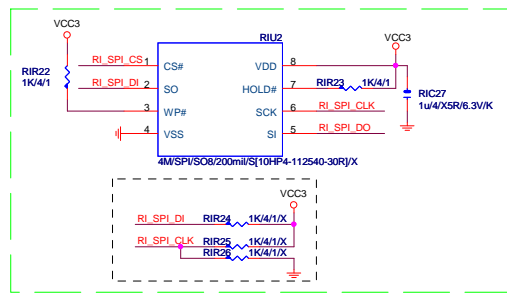 VCC3
RIU2
VCC3
RI_SPI_CS 1 CS# VDD 8
RIR22
1K/4/1
RI_SPI_DI 2 SO HOLD# 7 RIR23 1K/4/1
RIC27
1u/4/X5R/6.3V/K
3 WP# SCK 6 RI_SPI_CLK
4 VSS SI 5 RI_SPI_DO
4M/SPI/SO8/200mil/S[10HP4-112540-30R]/X
VCC3
RI_SPI_DI RIR24 1K/4/1/X
RI_SPI_CLK RIR25 1K/4/1/X
RIR26 1K/4/1/X